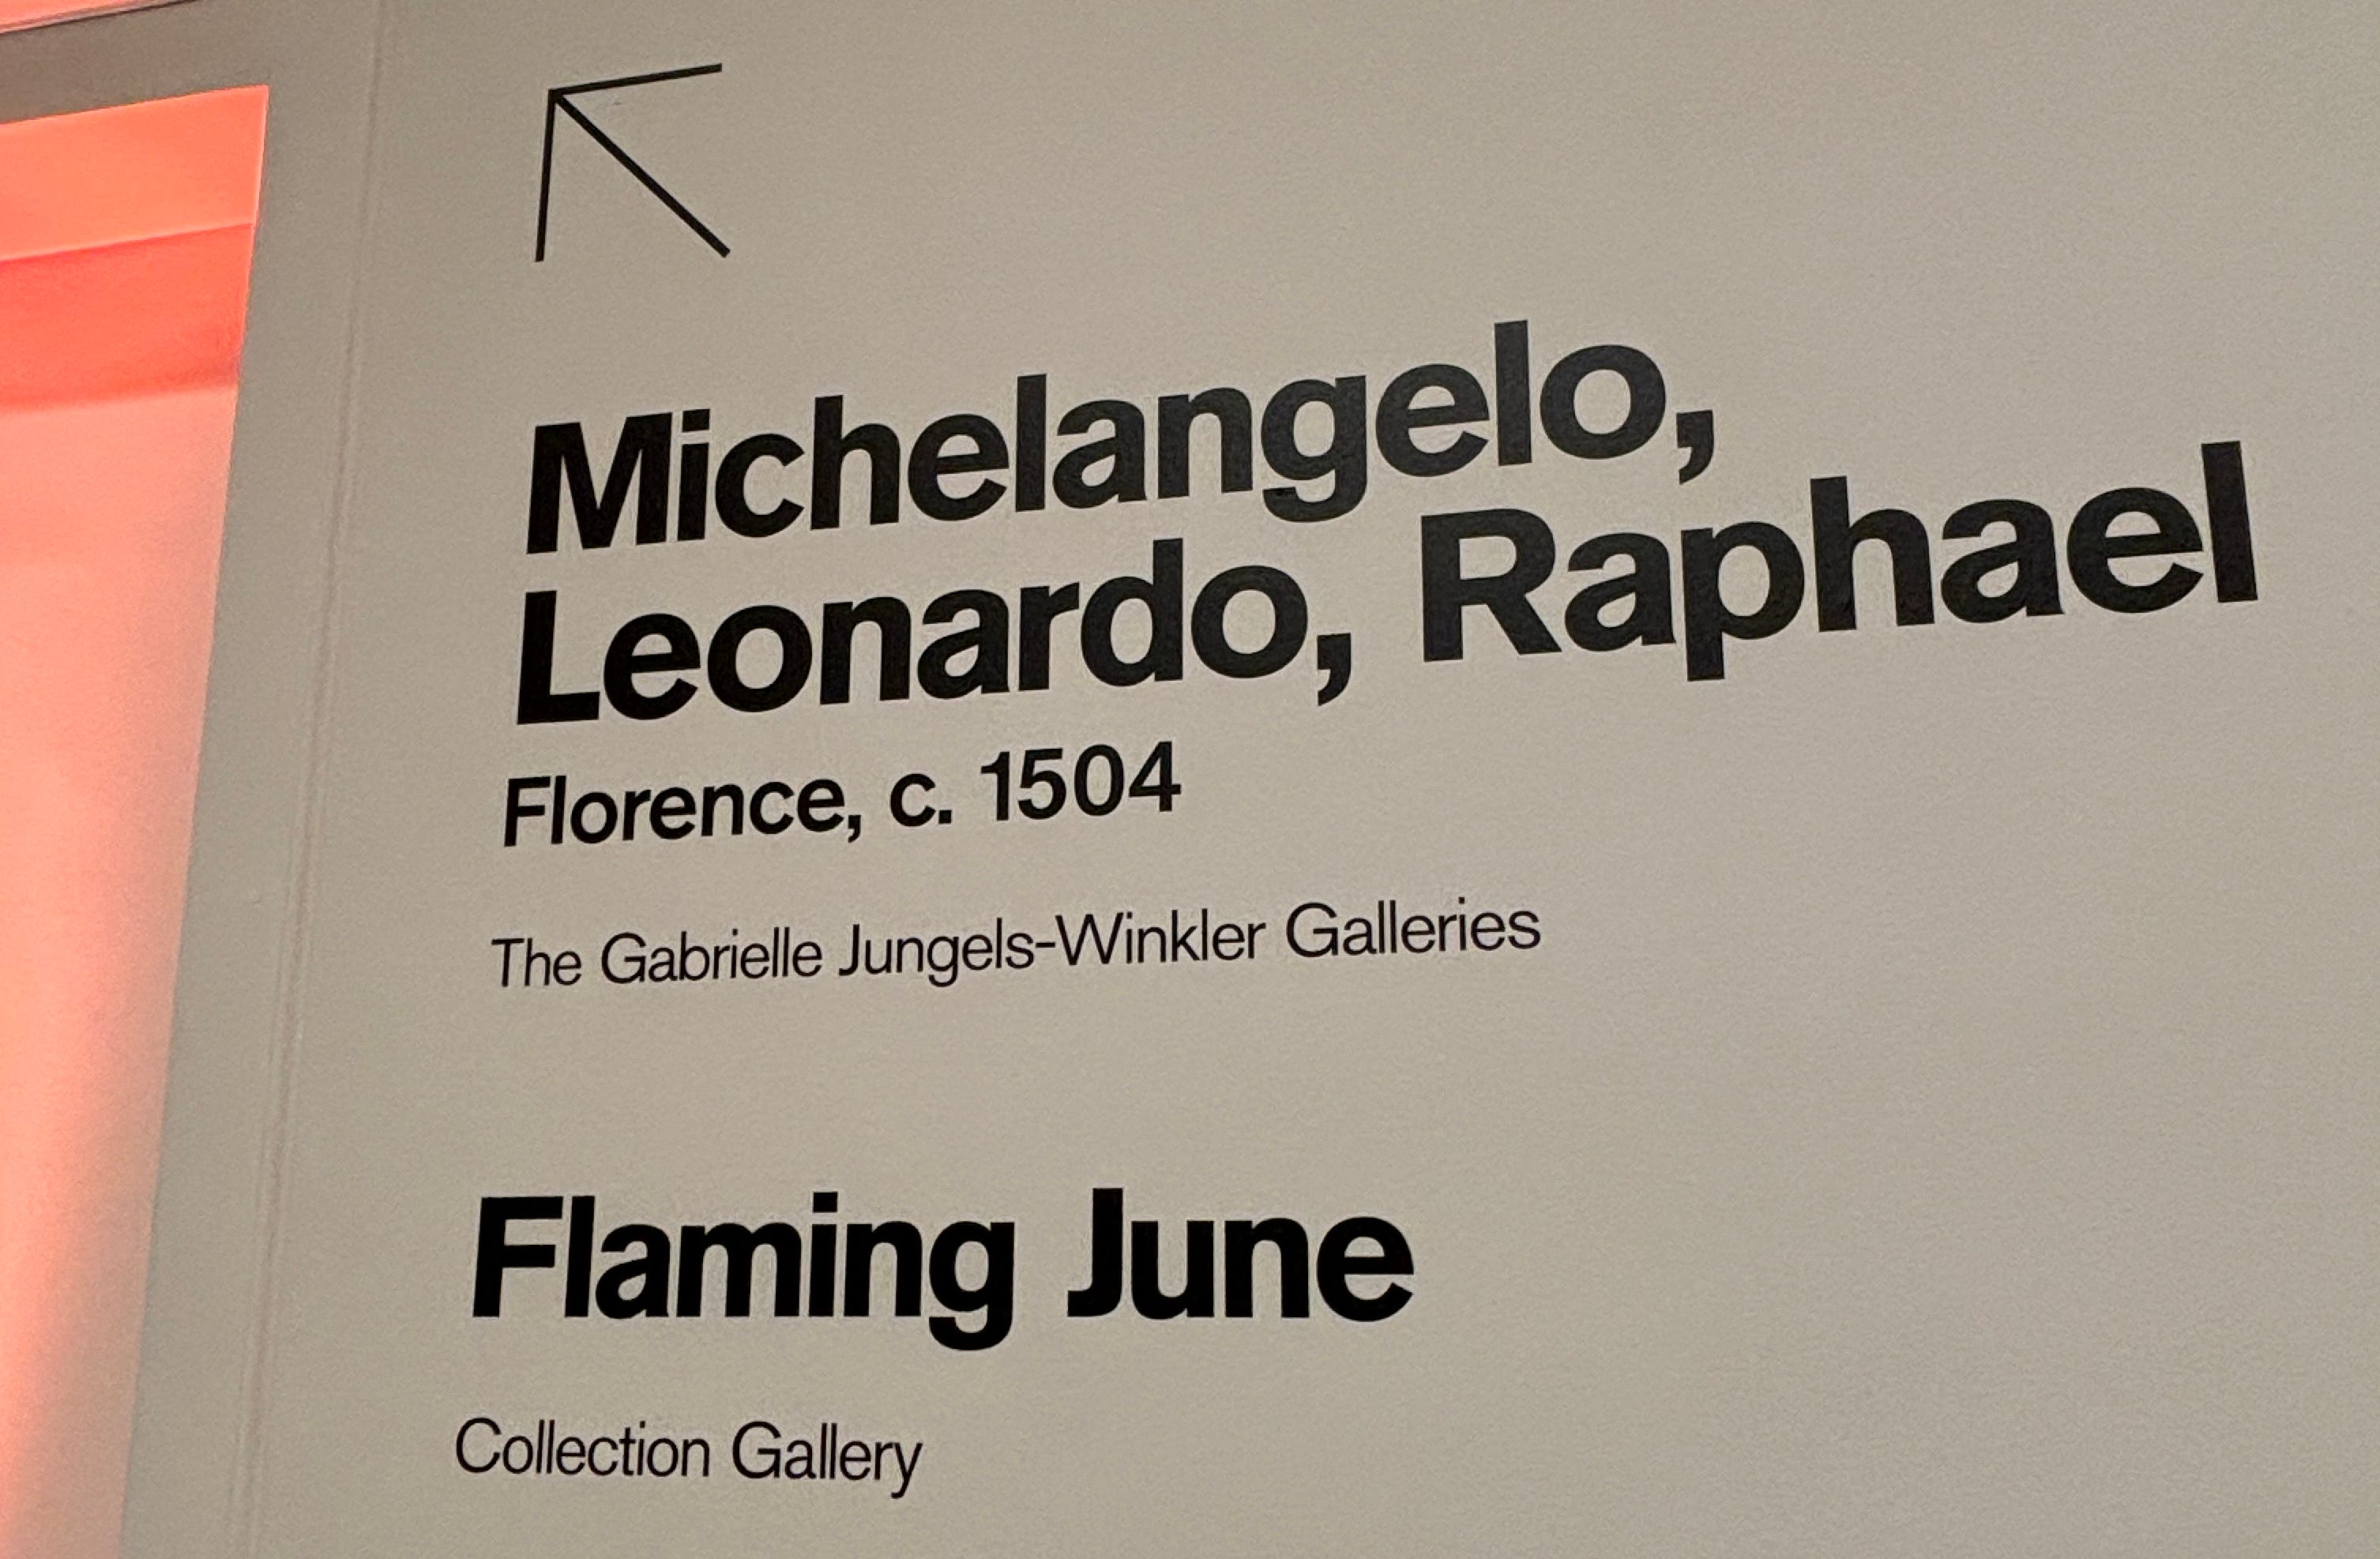 Michelangelo,
Leonardo, Raphael
Florence, c. 1504
The Gabrielle Jungels-Winkler Galleries
Flaming June
Collection Gallery